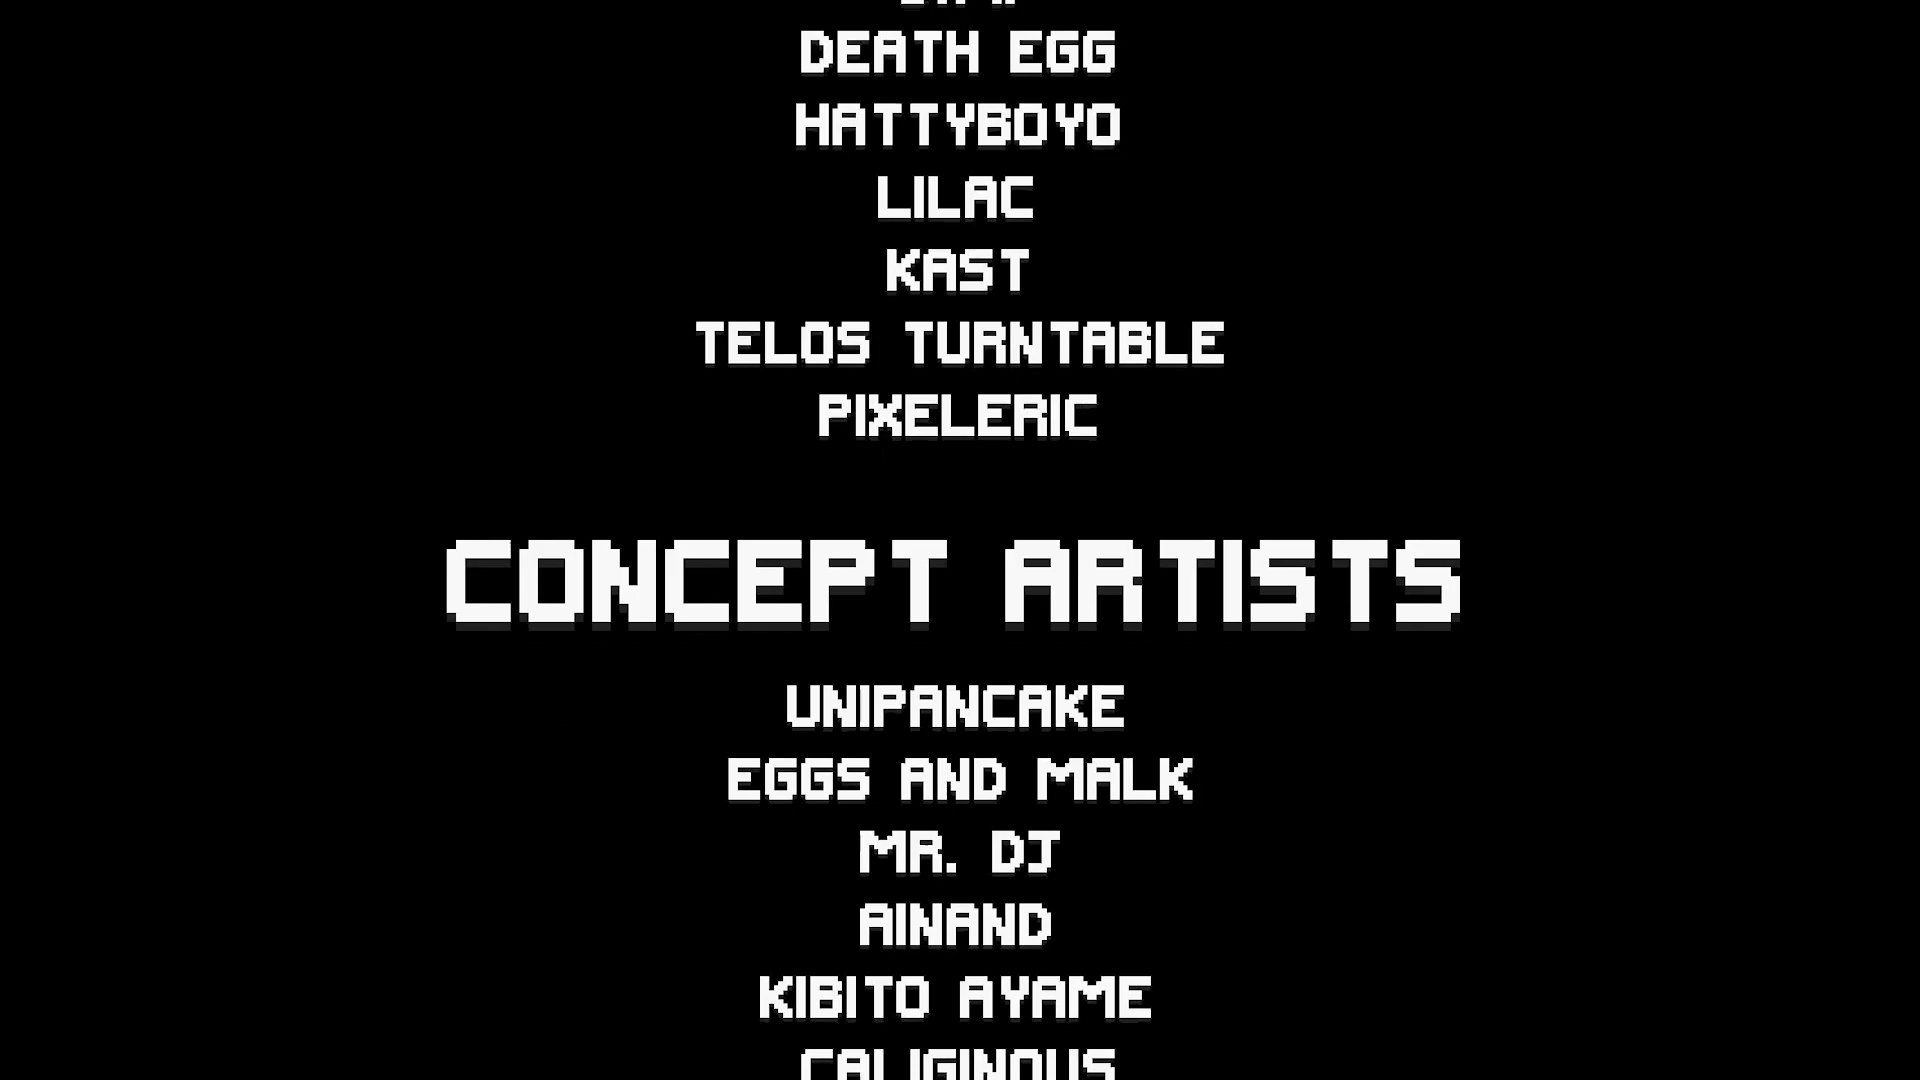 DEATH EGG
HATTYBOYO
LILAC
KAST
TELOS TURNTABLE
PIXELERIC
CONCEPT ARTISTS
UNIPANCAKE
EGGS AND MALK
MR. DJ
AINAND
KIBITO AYAME
CALIGINOUS